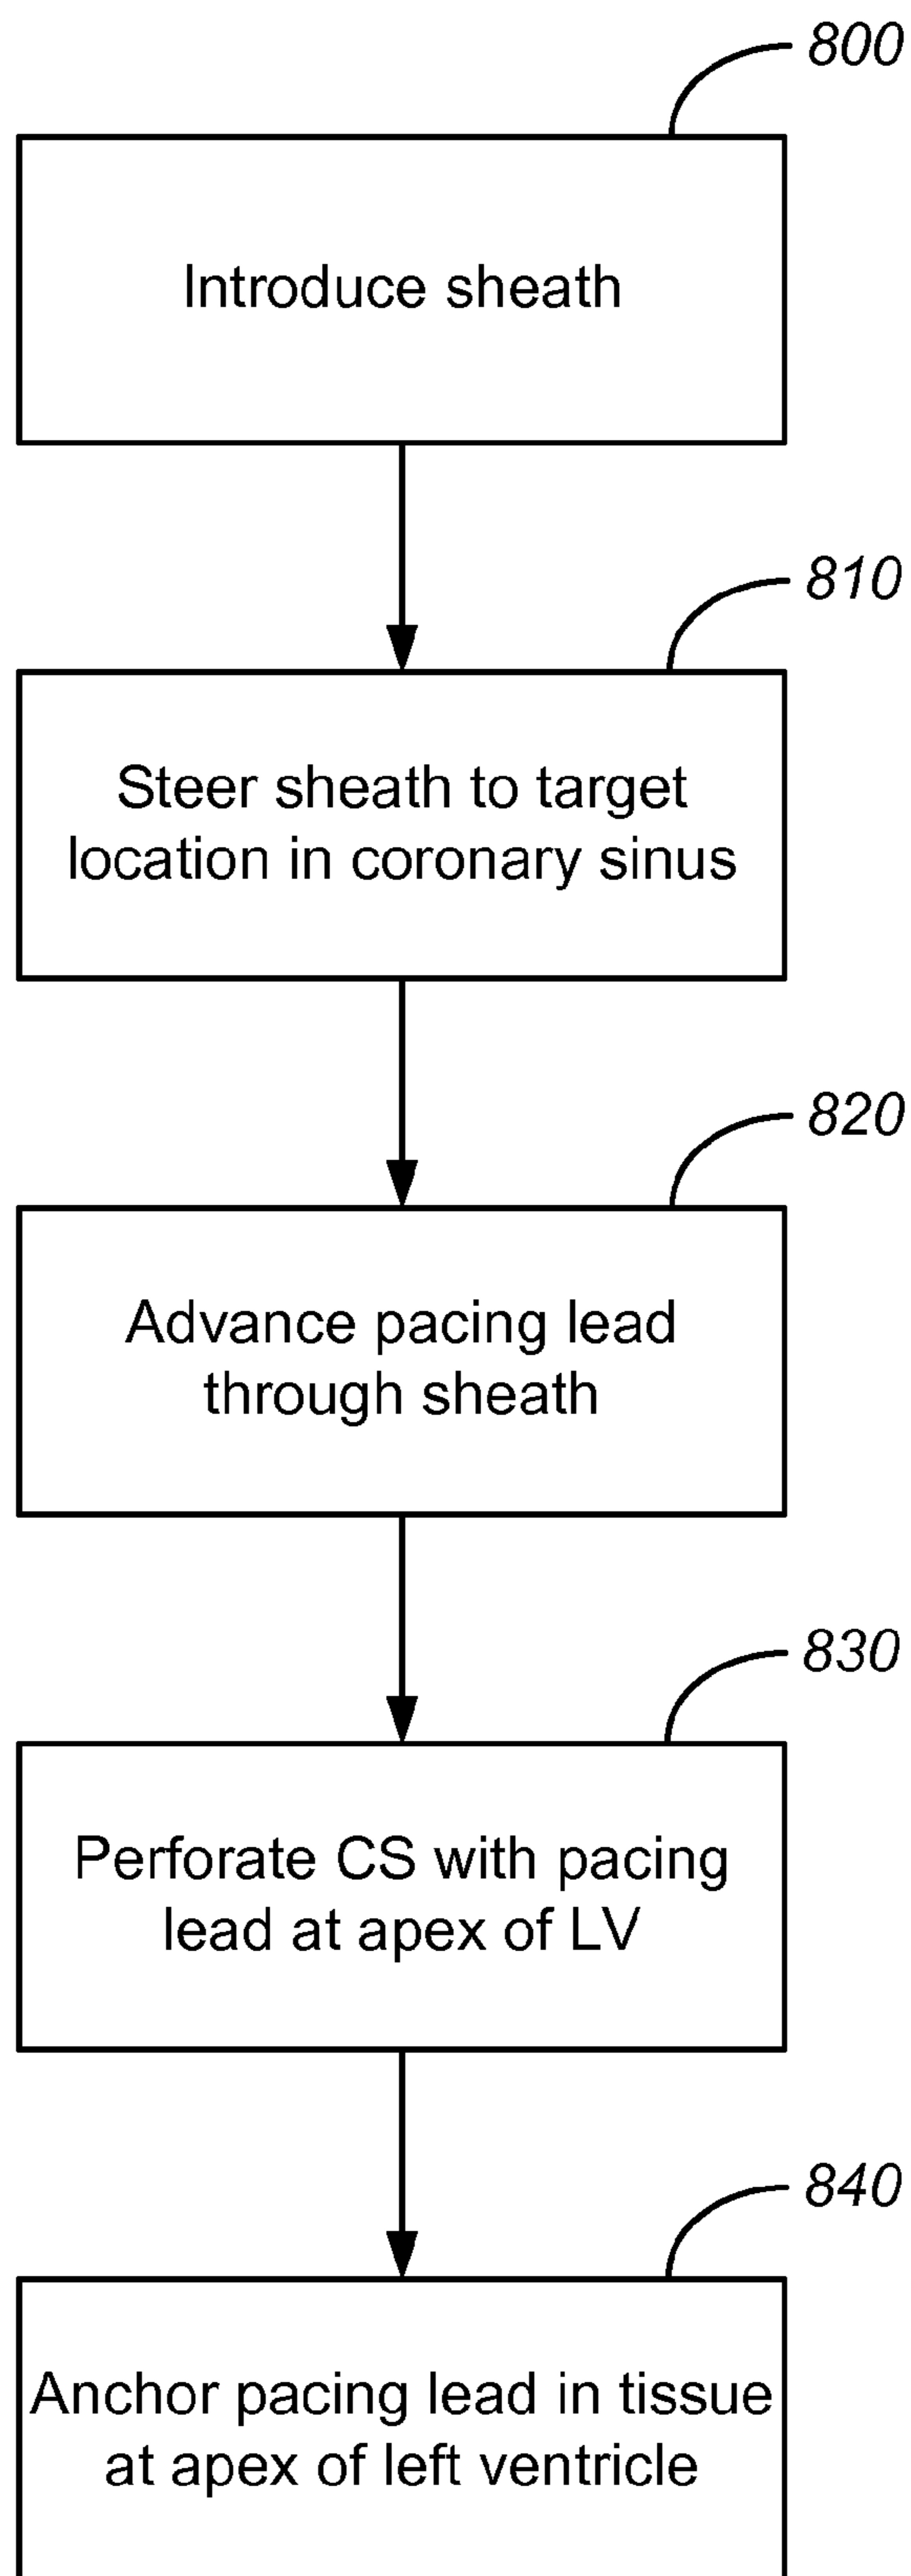 800
Introduce sheath
810
Steer sheath to target
location in coronary sinus
820
Advance pacing lead
through sheath
830
Perforate CS with pacing
lead at apex of LV
840
Anchor pacing lead in tissue
at apex of left ventricle